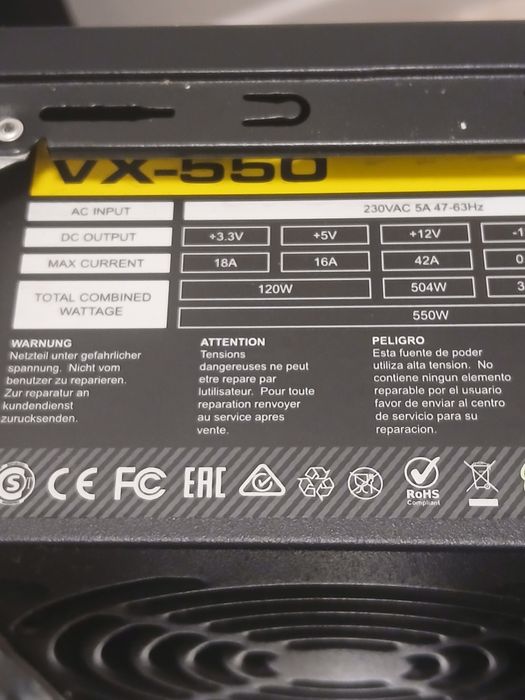 VX-550
AC INPUT 230VAC 5A 47-63Hz
DC OUTPUT +3.3V +5V +12V
MAX CURRENT 18A 16A 42A
TOTAL COMBINED 120W 504W
WATTAGE 550W
WARNUNG
Netzteil unter gefahrlicher
spannung. Nicht vom
benutzer zu reparieren.
Zur reparatur an
kundendienst
zurucksenden.
ATTENTION
Tensions
dangereuses ne peut
etre repare par
lutilisateur. Pour toute
reparation renvoyer
au service apres
vente.
PELIGRO
Esta fuente de poder
utiliza alta tension. No
contiene ningun elemento
reparable por el usuario
favor de enviar al centro
de servicio para su
reparacion.
S CE FC EAC RoHS
Compliant